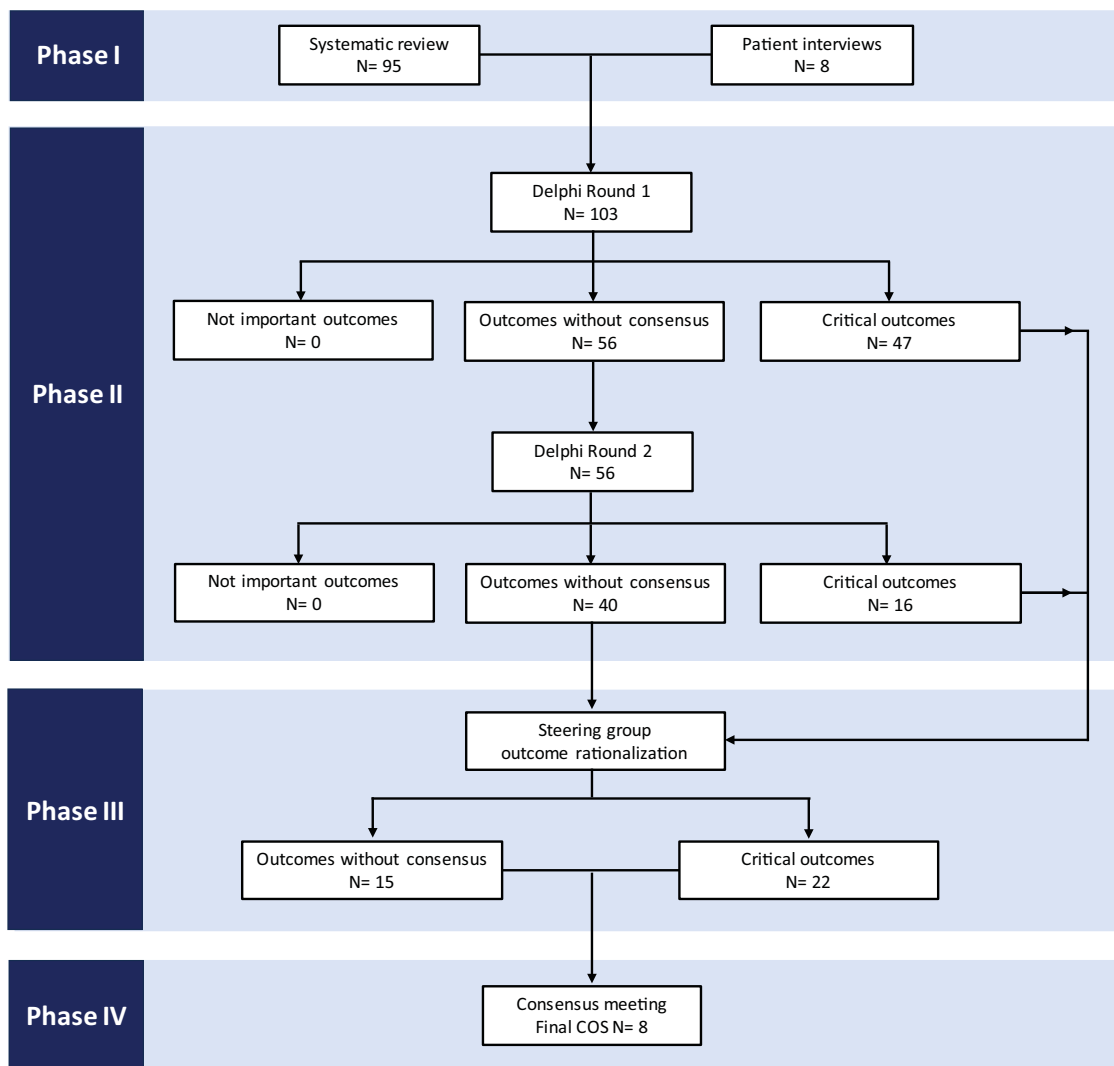 Phase I
Systematic review
N= 95
Patient interviews
N= 8
Phase II
Delphi Round 1
N= 103
Not important outcomes
N= 0
Outcomes without consensus
N= 56
Critical outcomes
N= 47
Delphi Round 2
N= 56
Not important outcomes
N= 0
Outcomes without consensus
N= 40
Critical outcomes
N= 16
Phase III
Steering group
outcome rationalization
Outcomes without consensus
N= 15
Critical outcomes
N= 22
Phase IV
Consensus meeting
Final COS N= 8